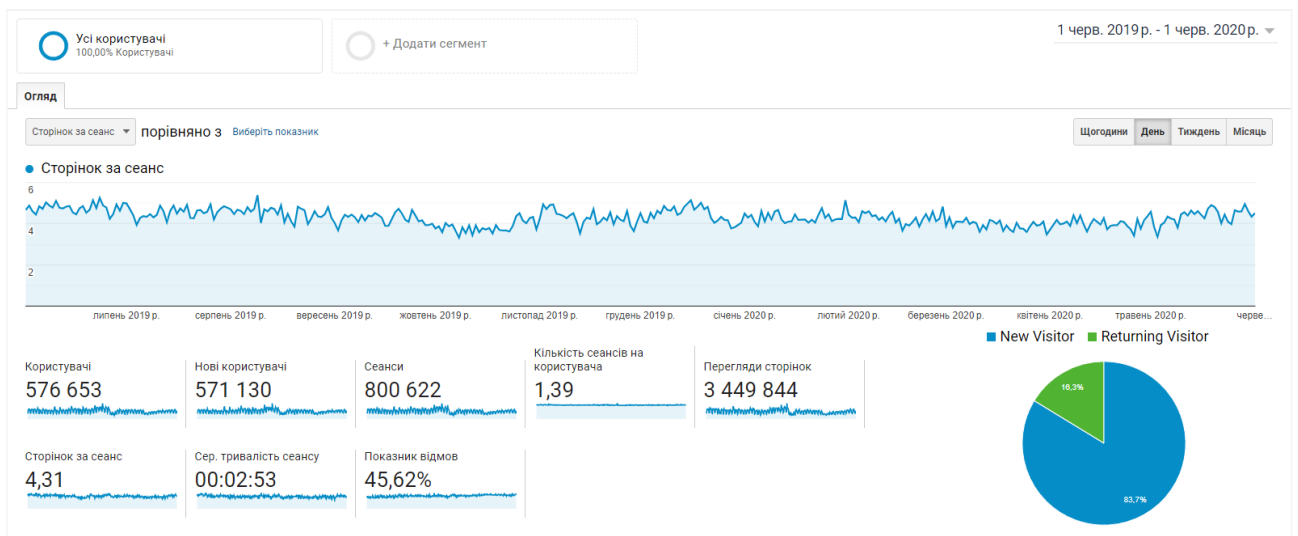 Усі користувачі
100,00% Користувачі
+ Додати сегмент
1 черв. 2019 р. - 1 черв. 2020 р.
Огляд
Сторінок за сеанс порівняно з Виберіть показник
Щогодини День Тиждень Місяць
Сторінок за сеанс
6
4
2
липень 2019 р. серпень 2019 р. вересень 2019 р. жовтень 2019 р. листопад 2019 р. грудень 2019 р. січень 2020 р. лютий 2020 р. березень 2020 р. квітень 2020 р. травень 2020 р. черве…
New Visitor Returning Visitor
Користувачі
576 653
Нові користувачі
571 130
Сеанси
800 622
Кількість сеансів на
користувача
1,39
Перегляди сторінок
3 449 844
Сторінок за сеанс
4,31
Сер. тривалість сеансу
00:02:53
Показник відмов
45,62%
16,3%
83,7%